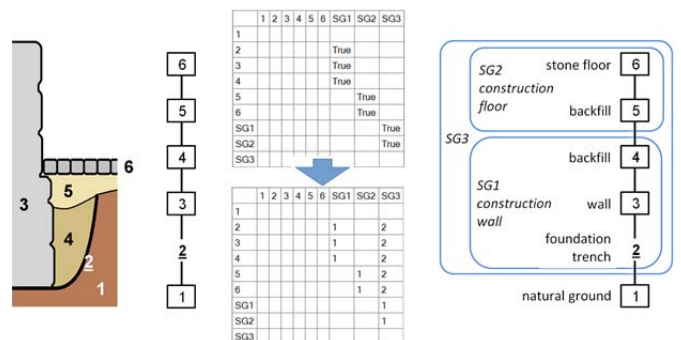 3
4
5
6
2
1
6
5
4
3
2
1
1 2 3 4 5 6 SG1 SG2 SG3
1
2 True
3 True
4 True
5 True
6 True
SG1 True
SG2 True
SG3
1 2 3 4 5 6 SG1 SG2 SG3
1
2 1 2
3 1 2
4 1 2
5 1 2
6 1 2
SG1 1
SG2 1
SG3
SG3
SG2
construction
floor
stone floor 6
backfill 5
SG1
construction
wall
backfill 4
wall 3
foundation
trench 2
natural ground 1